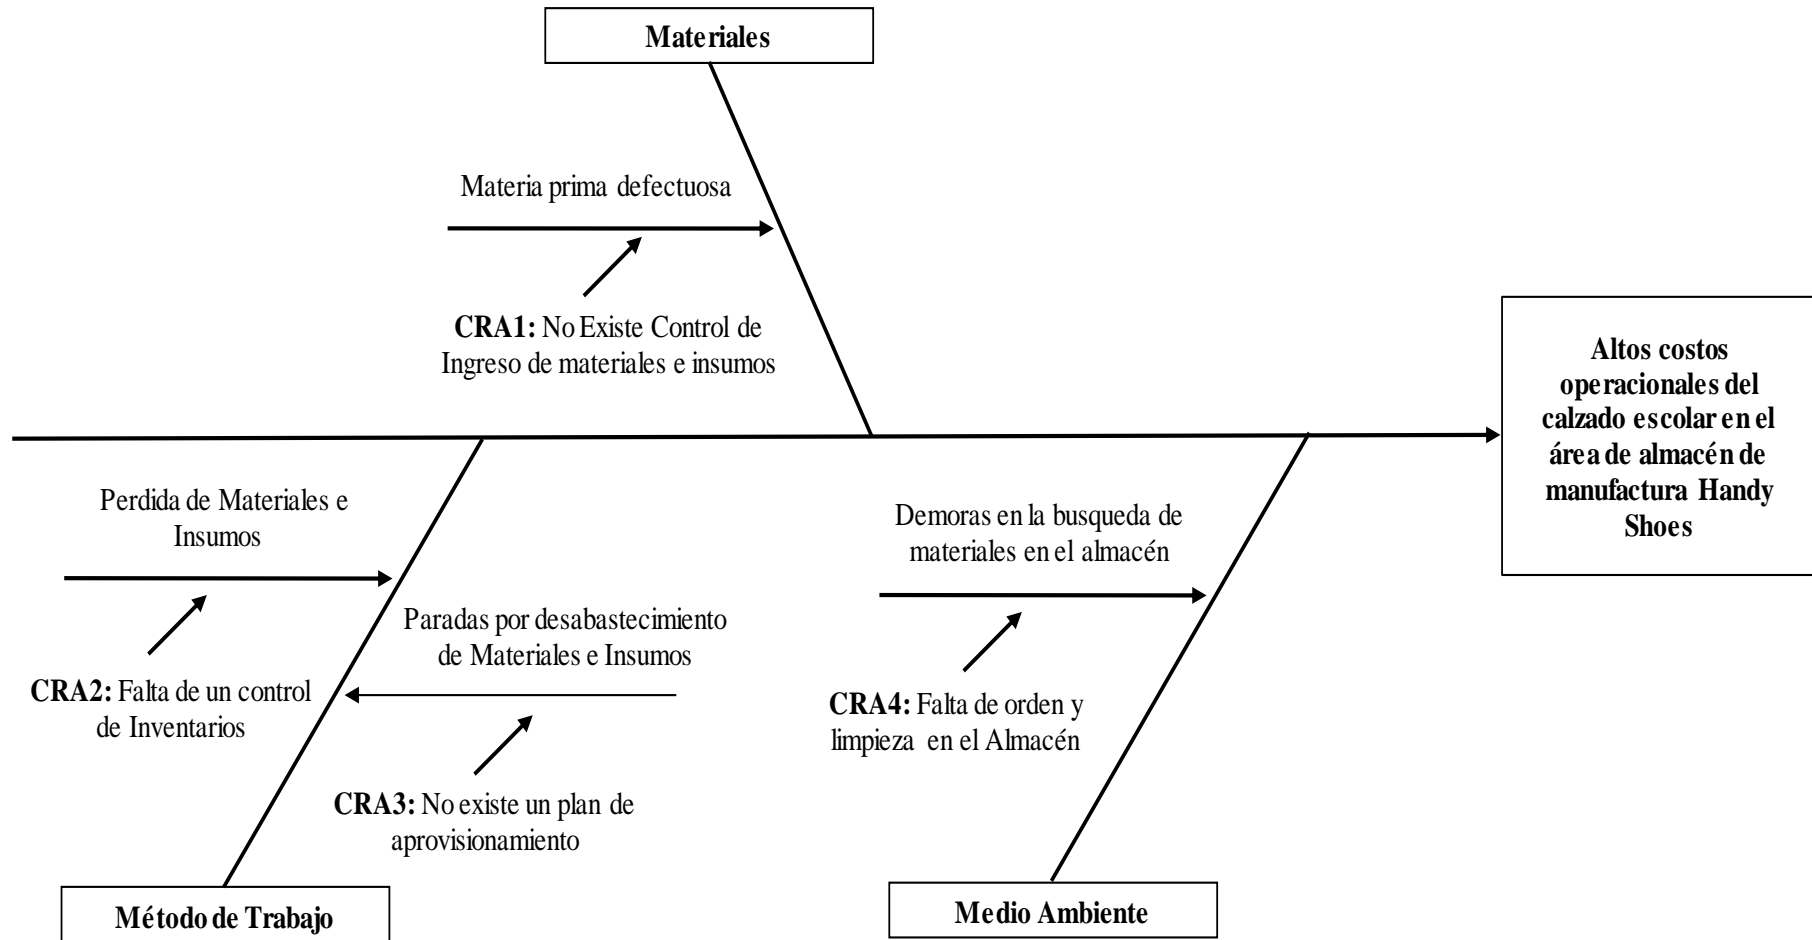 Materiales
Materia prima defectuosa
CRA1: No Existe Control de
Ingreso de materiales e insumos
Altos costos
operacionales del
calzado escolar en el
área de almacén de
manufactura Handy
Shoes
Perdida de Materiales e
Insumos
CRA2: Falta de un control
de Inventarios
Paradas por desabastecimiento
de Materiales e Insumos
CRA3: No existe un plan de
aprovisionamiento
Método de Trabajo
Demoras en la busqueda de
materiales en el almacén
CRA4: Falta de orden y
limpieza en el Almacén
Medio Ambiente